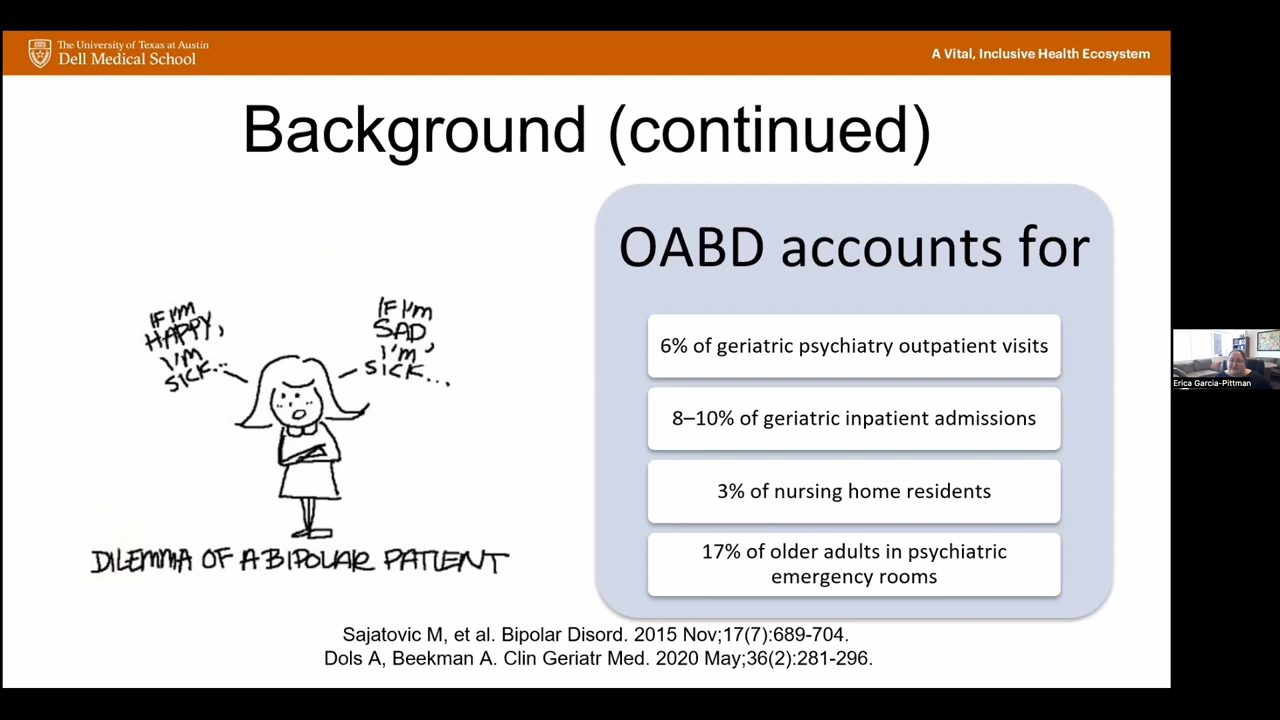 The University of Texas at Austin
Dell Medical School
A Vital, Inclusive Health Ecosystem
Background (continued)
IF I'M
HAPPY,
I'M
SICK...
IF I'M
SAD,
I'M
SICK...
DILEMMA OF A BIPOLAR PATIENT
OABD accounts for
6% of geriatric psychiatry outpatient visits
8–10% of geriatric inpatient admissions
3% of nursing home residents
17% of older adults in psychiatric
emergency rooms
Sajatovic M, et al. Bipolar Disord. 2015 Nov;17(7):689-704.
Dols A, Beekman A. Clin Geriatr Med. 2020 May;36(2):281-296.
Erica Garcia-Pittman